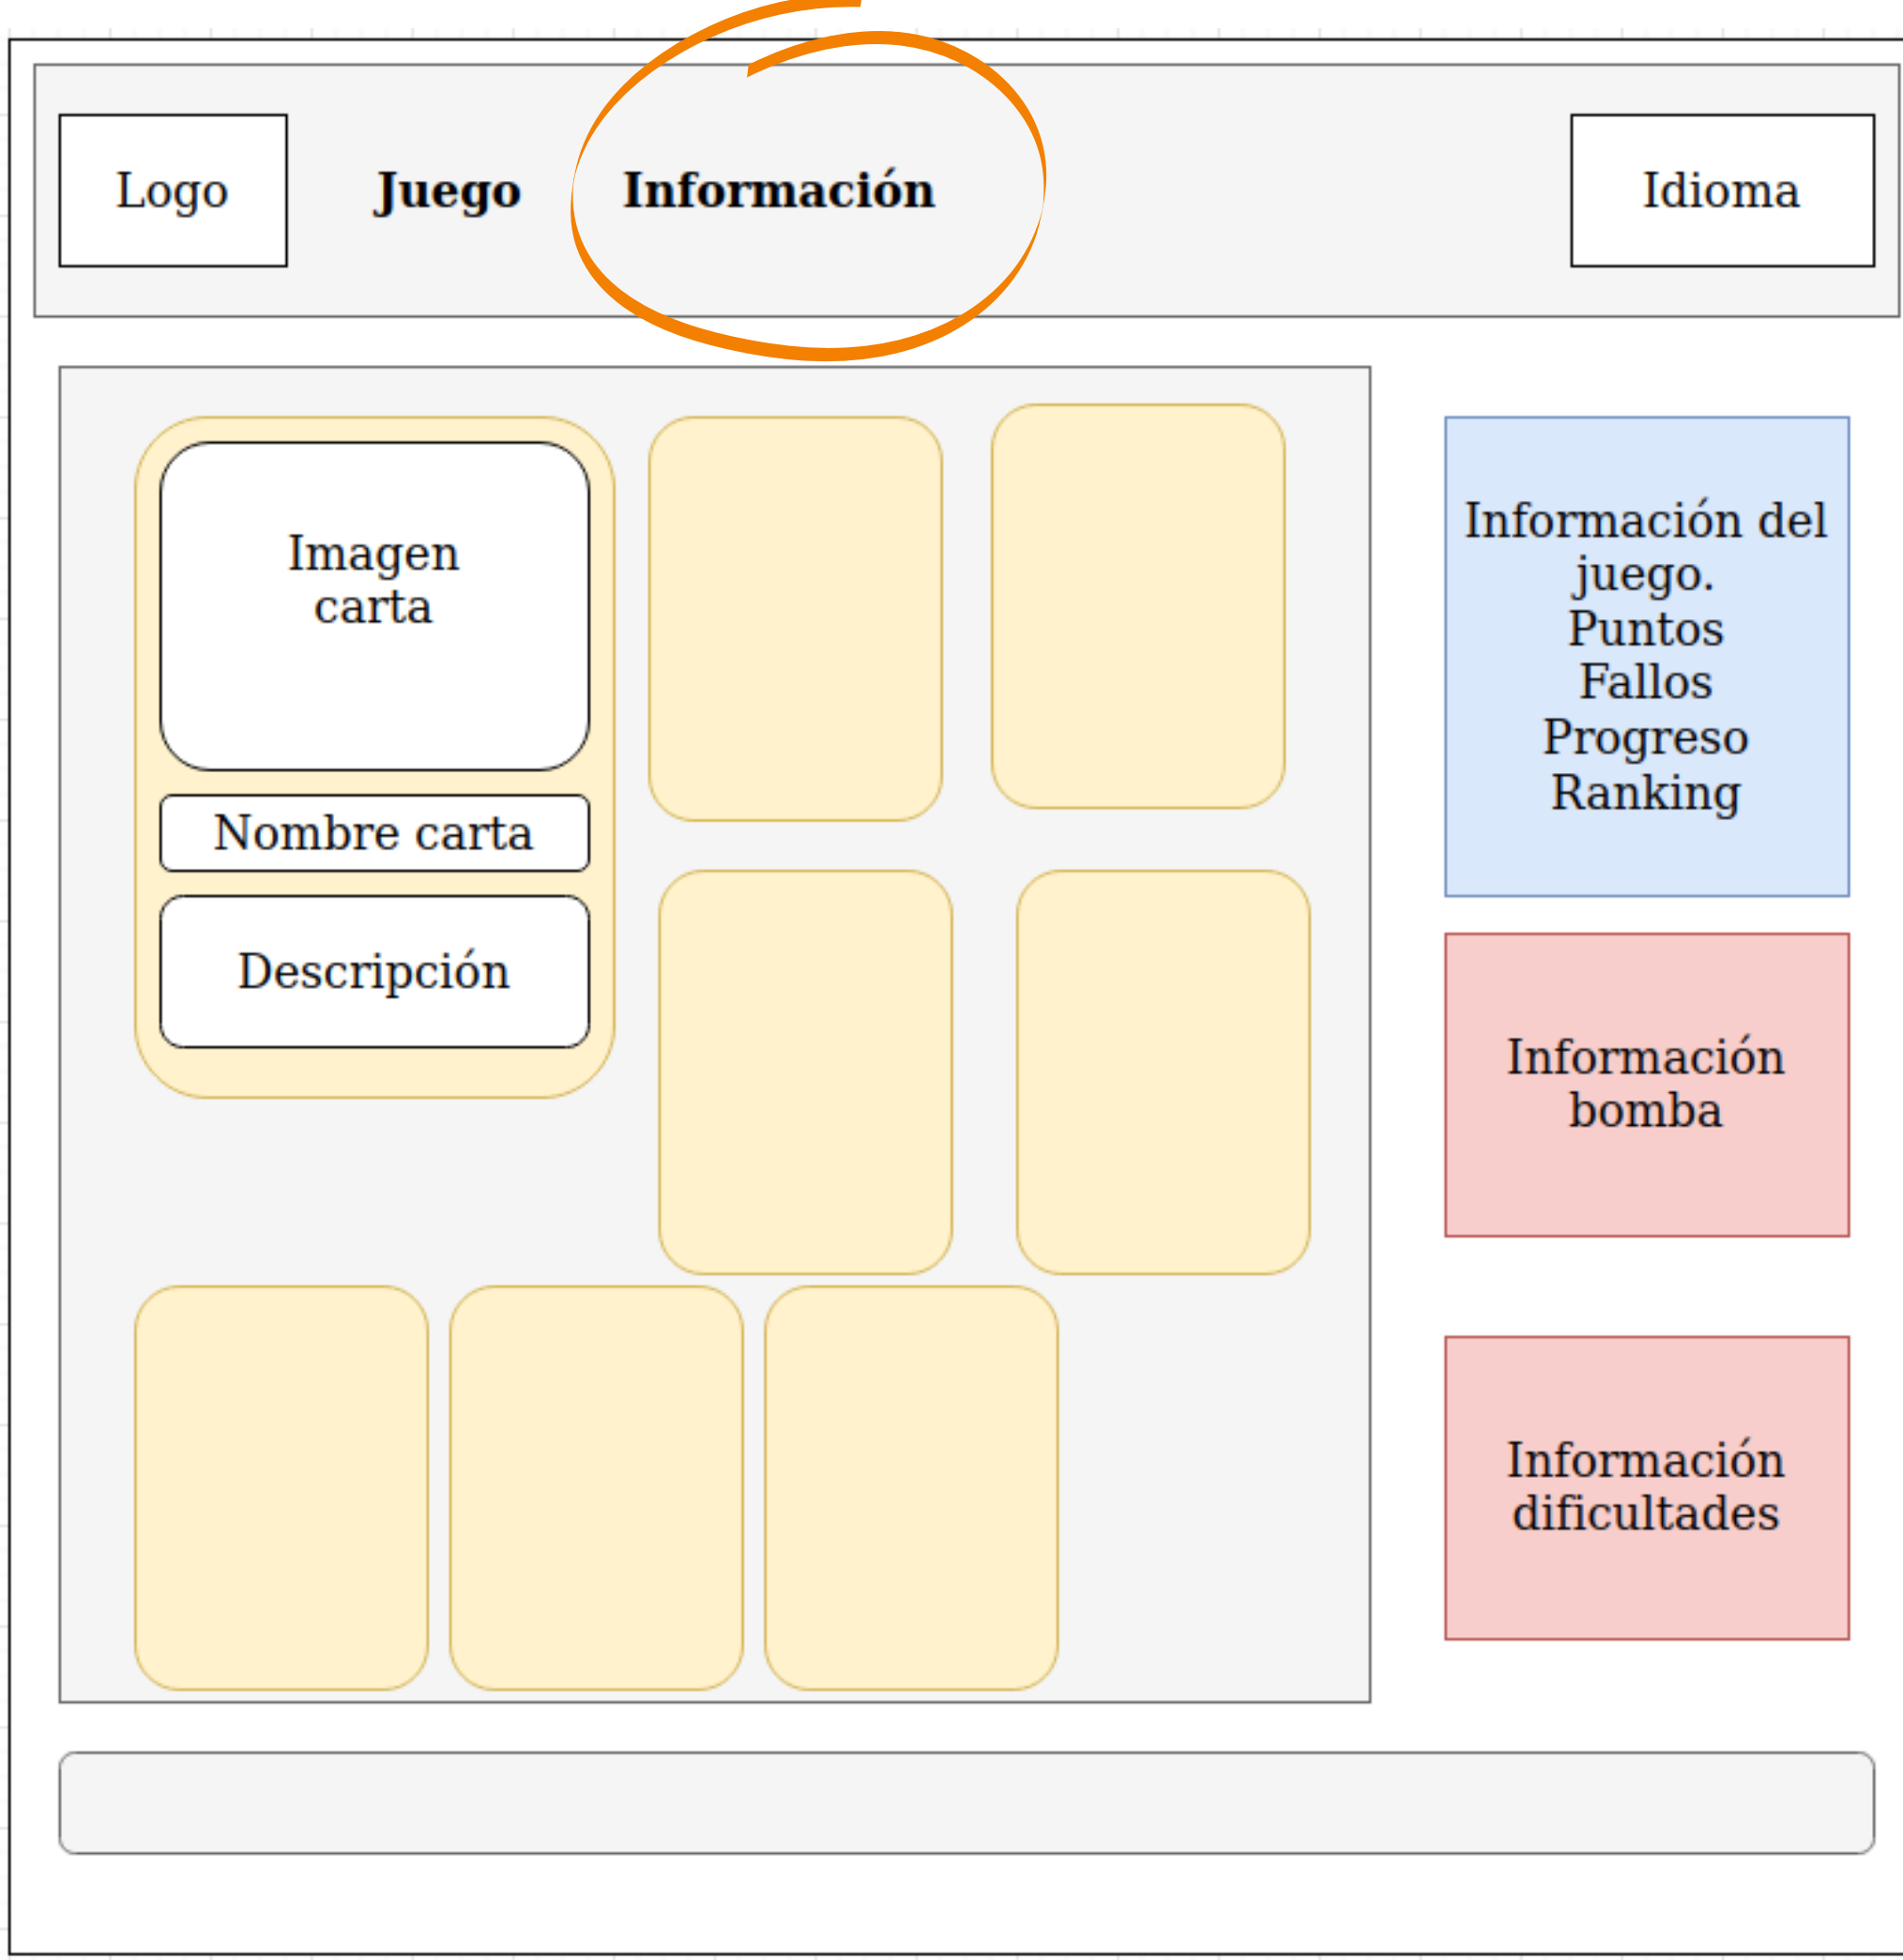 Logo
Juego
Información
Idioma
Imagen
carta
Nombre carta
Descripción
Información del
juego.
Puntos
Fallos
Progreso
Ranking
Información
bomba
Información
dificultades